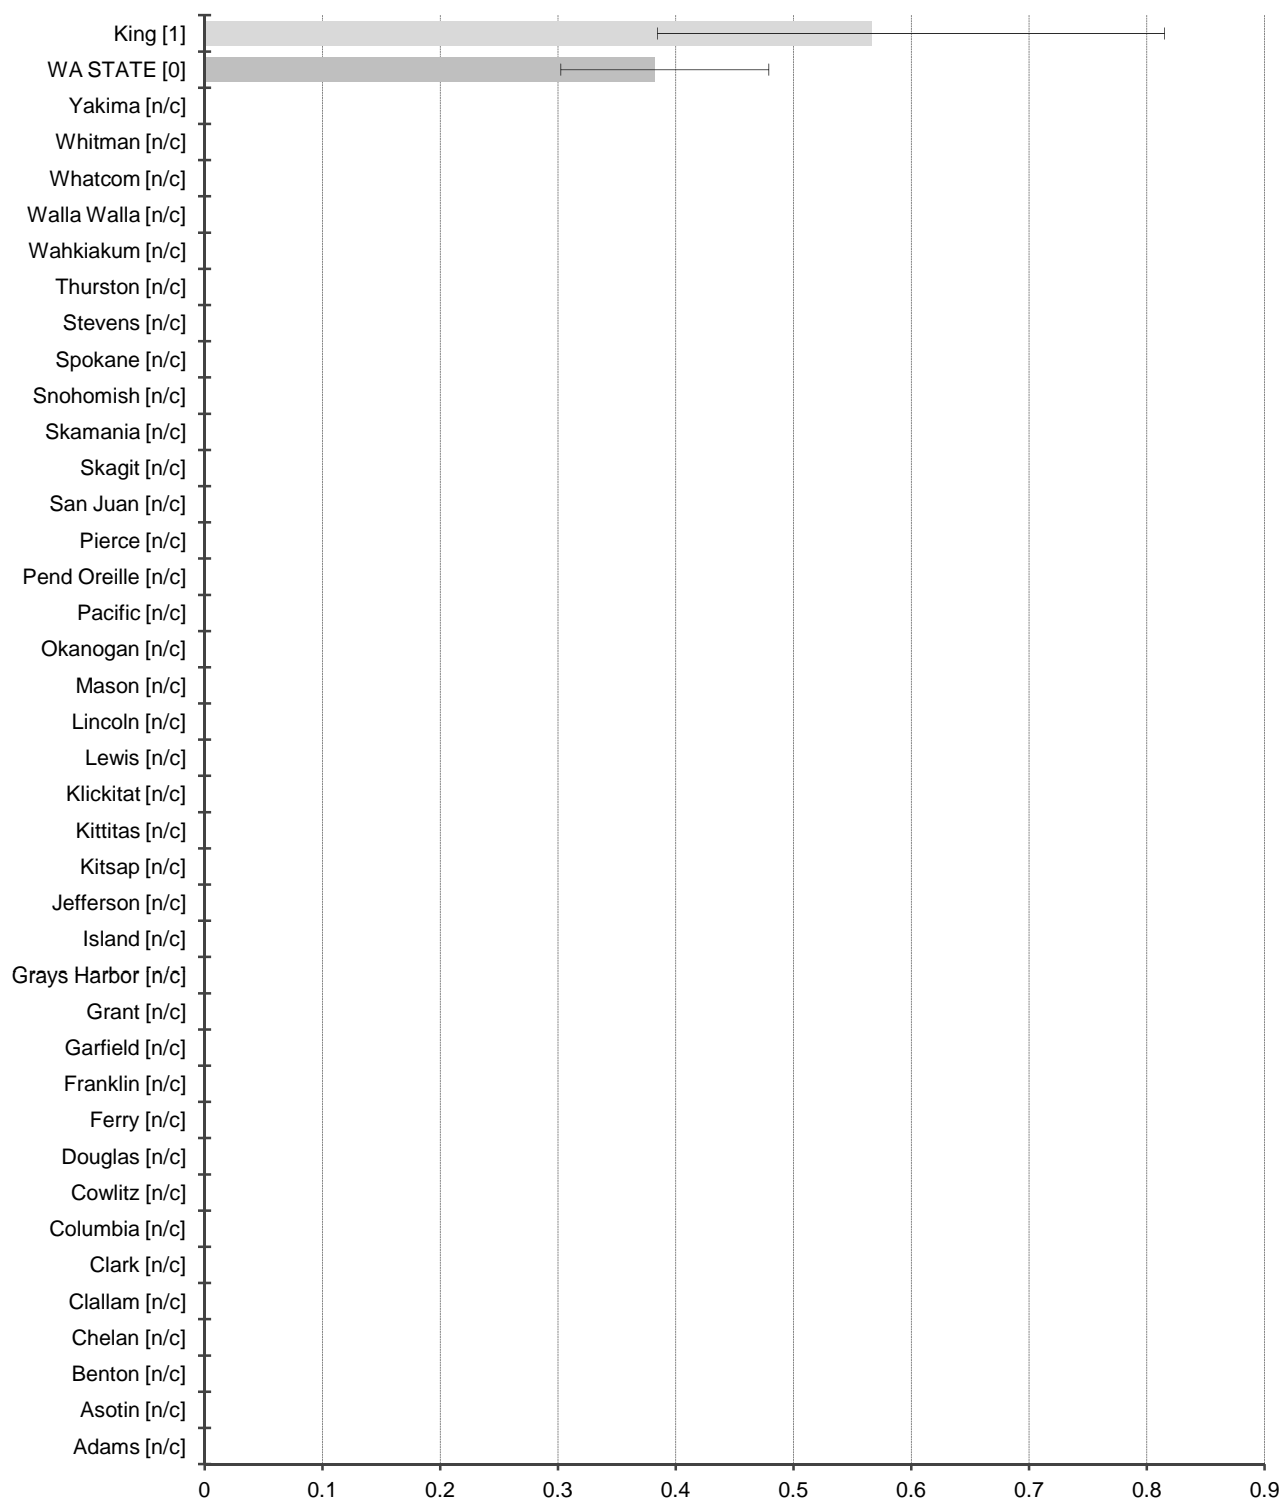 King [1]
WA STATE [0]
Yakima [n/c]
Whitman [n/c]
Whatcom [n/c]
Walla Walla [n/c]
Wahkiakum [n/c]
Thurston [n/c]
Stevens [n/c]
Spokane [n/c]
Snohomish [n/c]
Skamania [n/c]
Skagit [n/c]
San Juan [n/c]
Pierce [n/c]
Pend Oreille [n/c]
Pacific [n/c]
Okanogan [n/c]
Mason [n/c]
Lincoln [n/c]
Lewis [n/c]
Klickitat [n/c]
Kittitas [n/c]
Kitsap [n/c]
Jefferson [n/c]
Island [n/c]
Grays Harbor [n/c]
Grant [n/c]
Garfield [n/c]
Franklin [n/c]
Ferry [n/c]
Douglas [n/c]
Cowlitz [n/c]
Columbia [n/c]
Clark [n/c]
Clallam [n/c]
Chelan [n/c]
Benton [n/c]
Asotin [n/c]
Adams [n/c]
0 0.1 0.2 0.3 0.4 0.5 0.6 0.7 0.8 0.9